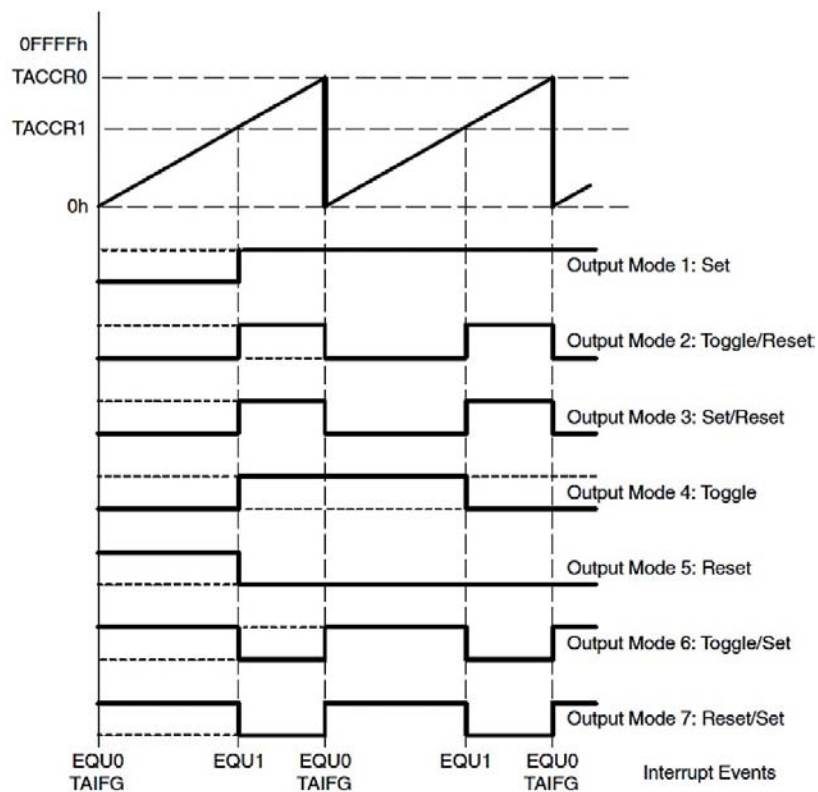 0FFFFh
TACCR0
TACCR1
0h
Output Mode 1: Set
Output Mode 2: Toggle/Reset
Output Mode 3: Set/Reset
Output Mode 4: Toggle
Output Mode 5: Reset
Output Mode 6: Toggle/Set
Output Mode 7: Reset/Set
EQU0 EQU1 EQU0 EQU1 EQU0
TAIFG TAIFG TAIFG Interrupt Events